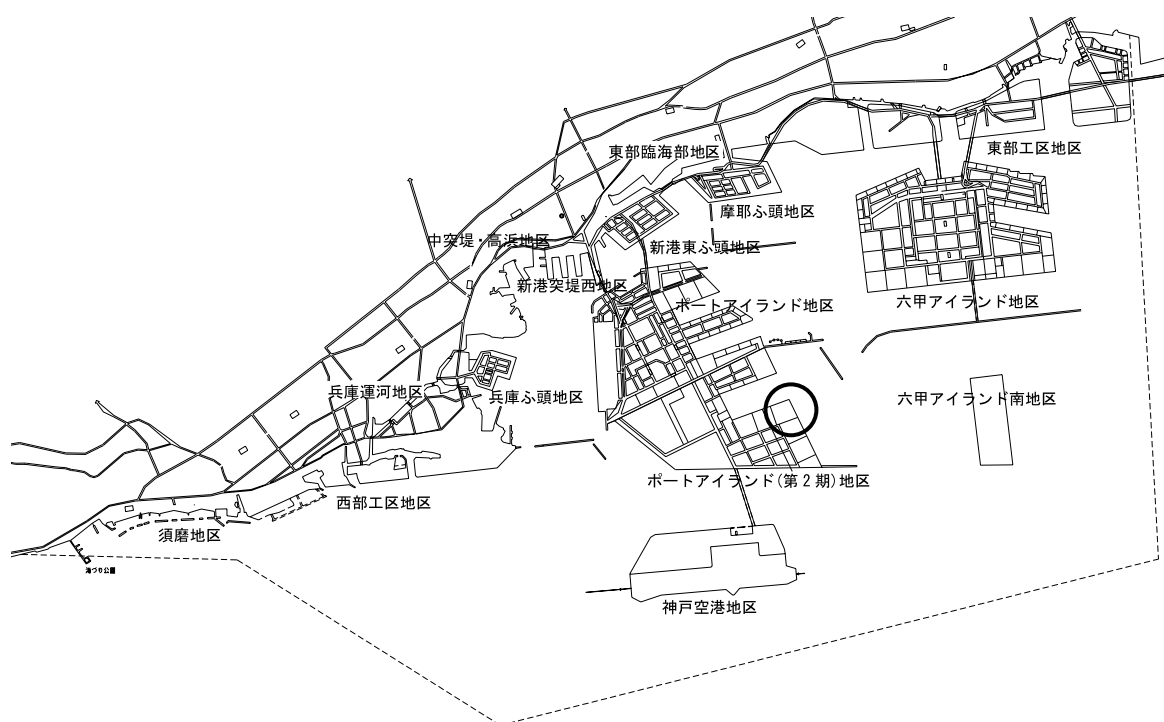 東部臨海部地区
東部工区地区
摩耶ふ頭地区
中突堤・高浜地区
新港東ふ頭地区
新港突堤西地区
ポートアイランド地区
六甲アイランド地区
兵庫運河地区
兵庫ふ頭地区
六甲アイランド南地区
ポートアイランド(第2期)地区
西部工区地区
須磨地区
海づり公園
神戸空港地区